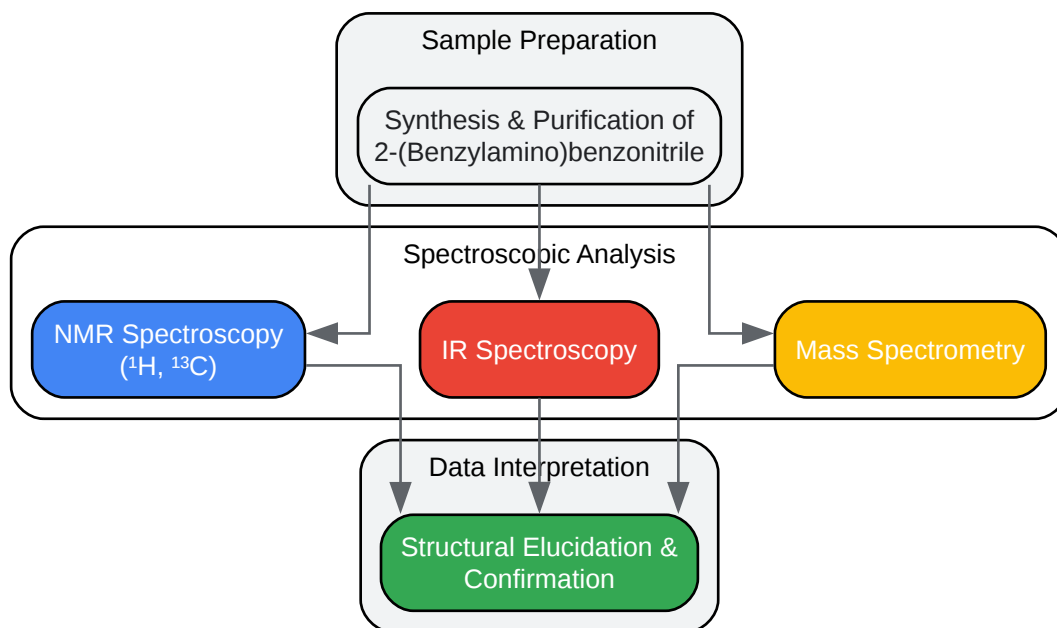 Sample Preparation
Synthesis & Purification of
2-(Benzylamino)benzonitrile
Spectroscopic Analysis
NMR Spectroscopy
(¹H, ¹³C)
IR Spectroscopy
Mass Spectrometry
Data Interpretation
Structural Elucidation &
Confirmation